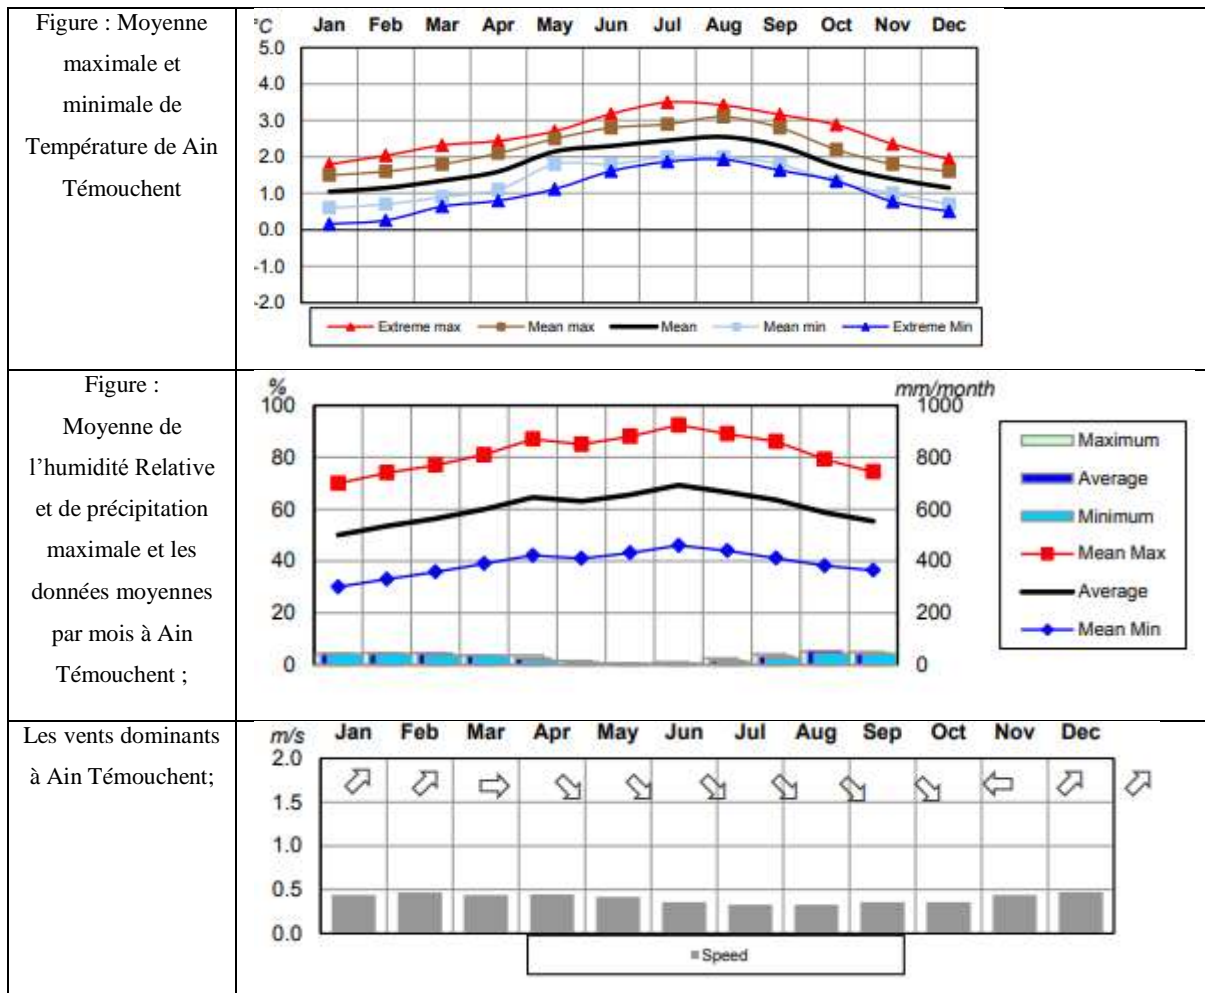 Figure : Moyenne
maximale et
minimale de
Température de Ain
Témouchent
°C Jan Feb Mar Apr May Jun Jul Aug Sep Oct Nov Dec
5.0
4.0
3.0
2.0
1.0
0.0
-1.0
-2.0
Extreme max Mean max Mean Mean min Extreme Min
Figure :
Moyenne de
l’humidité Relative
et de précipitation
maximale et les
données moyennes
par mois à Ain
Témouchent ;
% mm/month
100 1000
80 800
60 600
40 400
20 200
0 0
Maximum
Average
Minimum
Mean Max
Average
Mean Min
Les vents dominants
à Ain Témouchent;
m/s Jan Feb Mar Apr May Jun Jul Aug Sep Oct Nov Dec
2.0
1.5
1.0
0.5
0.0
Speed